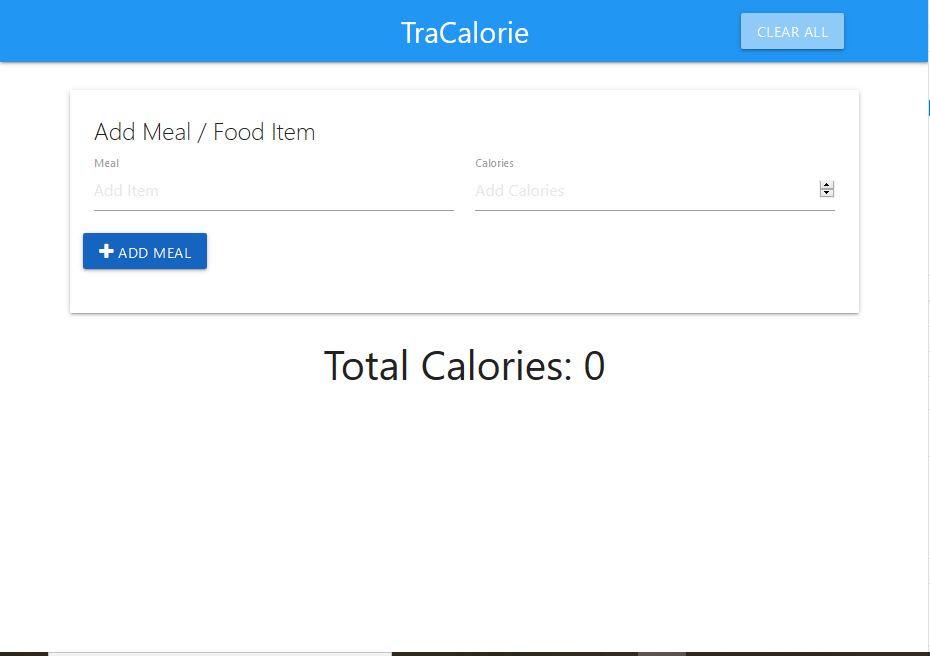 TraCalorie
CLEAR ALL
Add Meal / Food Item
Meal
Calories
Add Item
Add Calories
ADD MEAL
Total Calories: 0